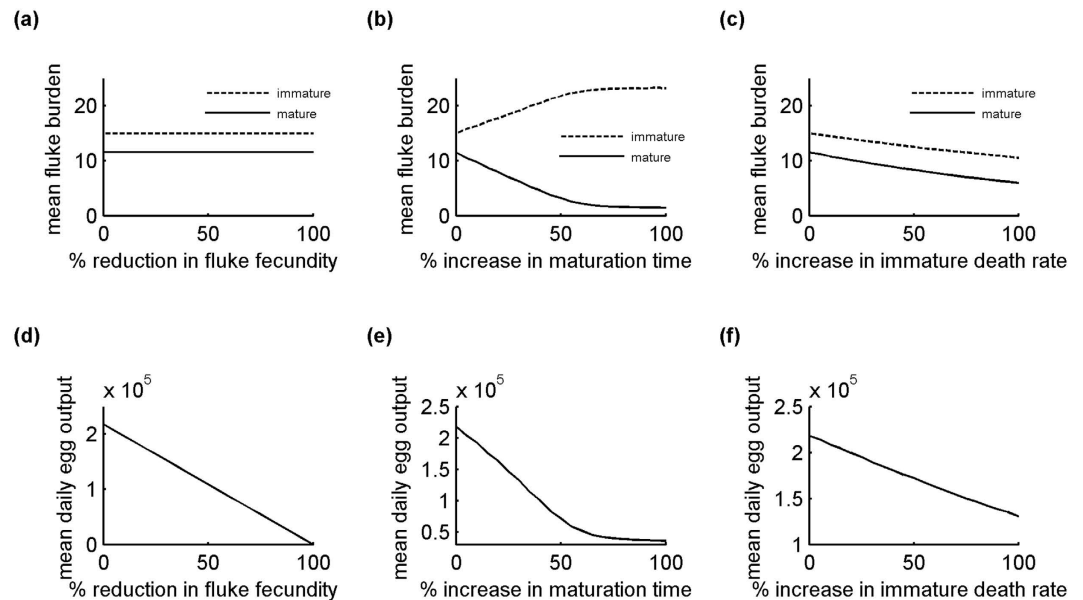 (a)
mean fluke burden
20
10
0
immature
mature
0 50 100
% reduction in fluke fecundity
(b)
mean fluke burden
20
10
0
immature
mature
0 50 100
% increase in maturation time
(c)
mean fluke burden
20
10
0
immature
mature
0 50 100
% increase in immature death rate
(d)
mean daily egg output
x 10^5
2
1
0
0 50 100
% reduction in fluke fecundity
(e)
mean daily egg output
x 10^5
2.5
2
1.5
1
0.5
0 50 100
% increase in maturation time
(f)
mean daily egg output
x 10^5
2.5
2
1.5
1
0 50 100
% increase in immature death rate